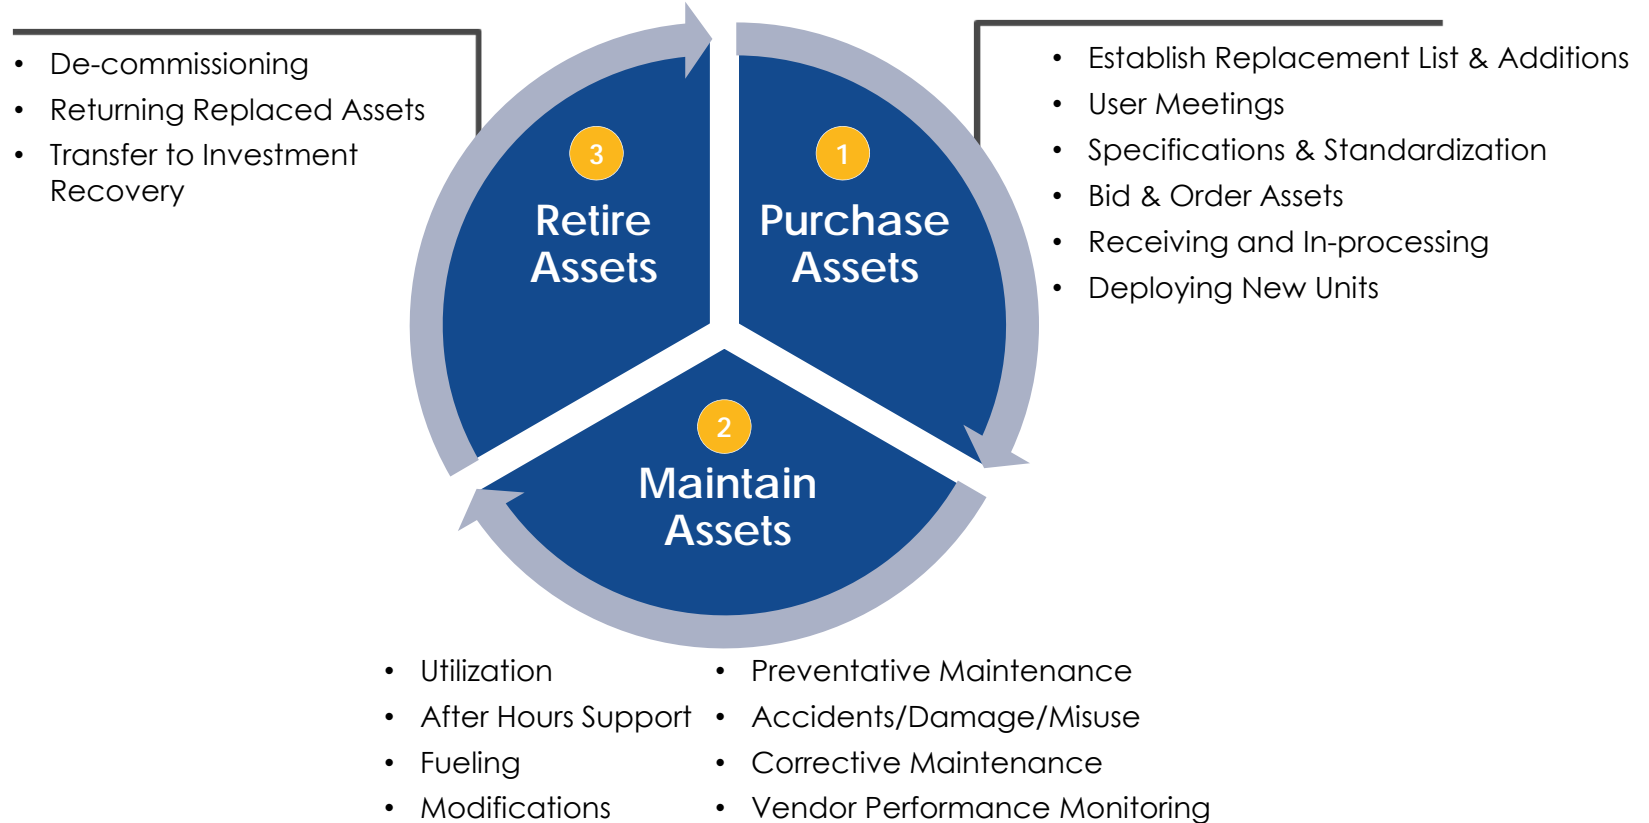 • De-commissioning
• Returning Replaced Assets
• Transfer to Investment
Recovery
3
Retire
Assets
1
Purchase
Assets
• Establish Replacement List & Additions
• User Meetings
• Specifications & Standardization
• Bid & Order Assets
• Receiving and In-processing
• Deploying New Units
2
Maintain
Assets
• Utilization
• After Hours Support
• Fueling
• Modifications
• Preventative Maintenance
• Accidents/Damage/Misuse
• Corrective Maintenance
• Vendor Performance Monitoring